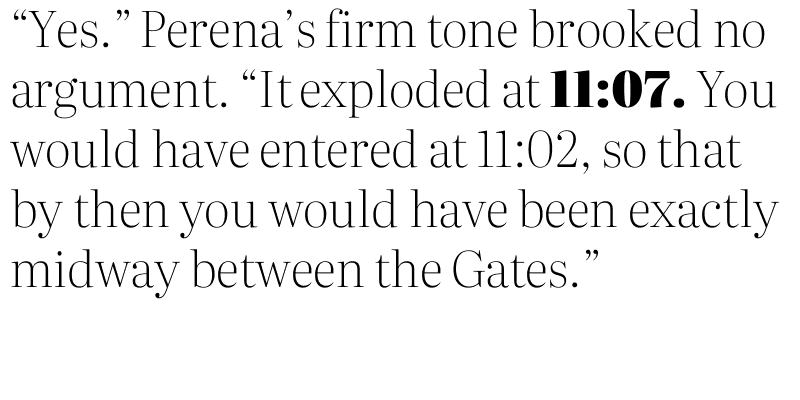 “Yes.” Perena’s firm tone brooked no
argument. “It exploded at 11:07. You
would have entered at 11:02, so that
by then you would have been exactly
midway between the Gates.”